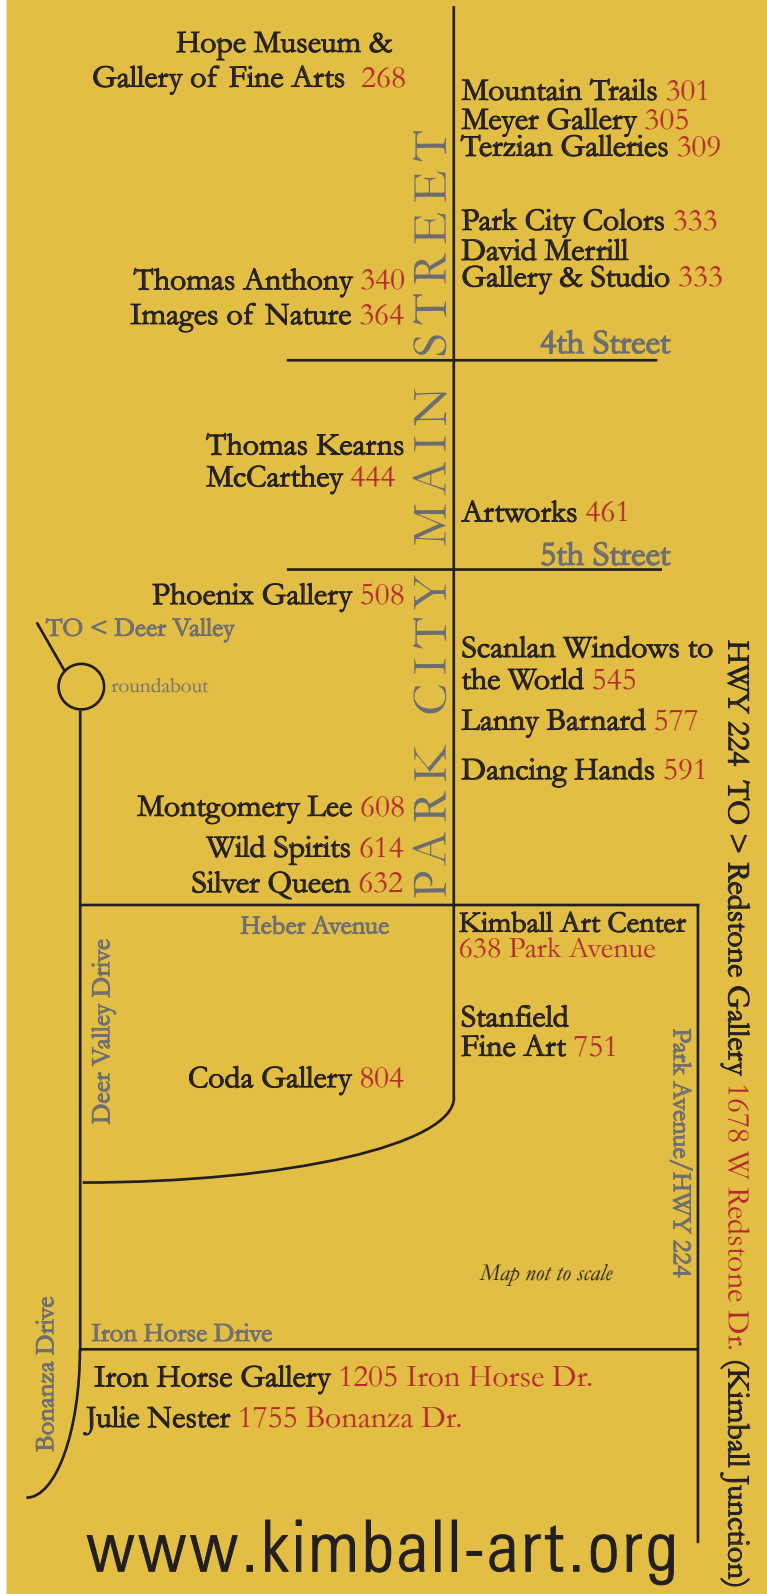 Hope Museum &
Gallery of Fine Arts 268
Mountain Trails 301
Meyer Gallery 305
Terzian Galleries 309
Park City Colors 333
David Merrill
Gallery & Studio 333
Thomas Anthony 340
Images of Nature 364
4th Street
PARK CITY MAIN STREET
Thomas Kearns
McCarthey 444
Artworks 461
5th Street
Phoenix Gallery 508
TO < Deer Valley
roundabout
Scanlan Windows to
the World 545
Lanny Barnard 577
Dancing Hands 591
Montgomery Lee 608
Wild Spirits 614
Silver Queen 632
Heber Avenue
Kimball Art Center
638 Park Avenue
Deer Valley Drive
Stanfield
Fine Art 751
Coda Gallery 804
Park Avenue/HWY 224
HWY 224 TO > Redstone Gallery 1678 W Redstone Dr. (Kimball Junction)
Map not to scale
Bonanza Drive
Iron Horse Drive
Iron Horse Gallery 1205 Iron Horse Dr.
Julie Nester 1755 Bonanza Dr.
www.kimball-art.org